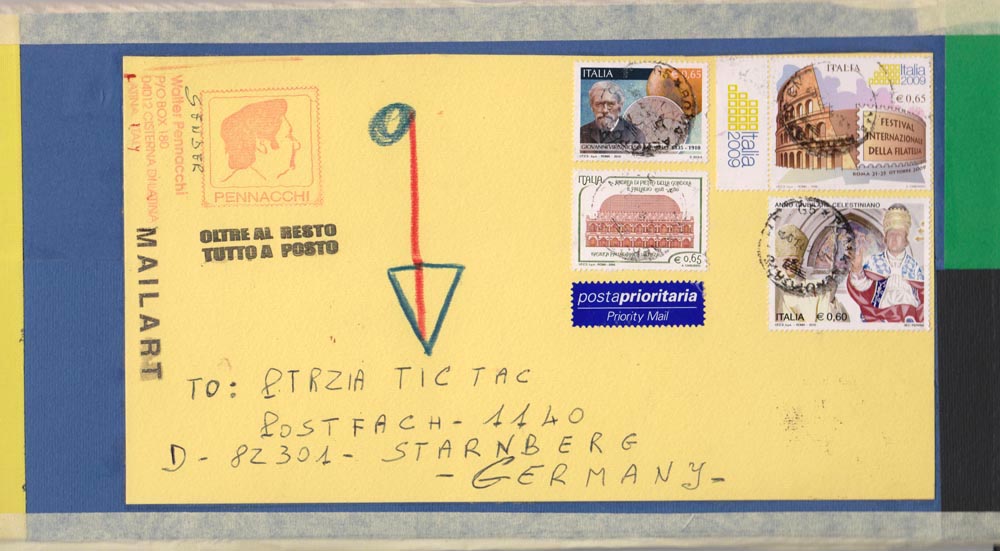 Walter Pennacchi
P/O BOX 180
04012 CISTERNA DI LATINA
LATINA ITALY
SENDER
PENNACCHI
OLTRE AL RESTO
TUTTO A POSTO
MAILART
ITALIA
€0,65
1835 - 1910
Italia
2009
ITALIA
Italia
2009
€0,65
FESTIVAL
INTERNAZIONALE
DELLA FILATELIA
ROMA 21-25 OTTOBRE 2009
ITALIA
€0,65
postaprioritaria
Priority Mail
ANNO GIUBILARE CELESTINIANO
ITALIA
€0,60
TO: PTRZIA TIC TAC
POSTFACH - 1140
D - 82301 - STARNBERG
- GERMANY -